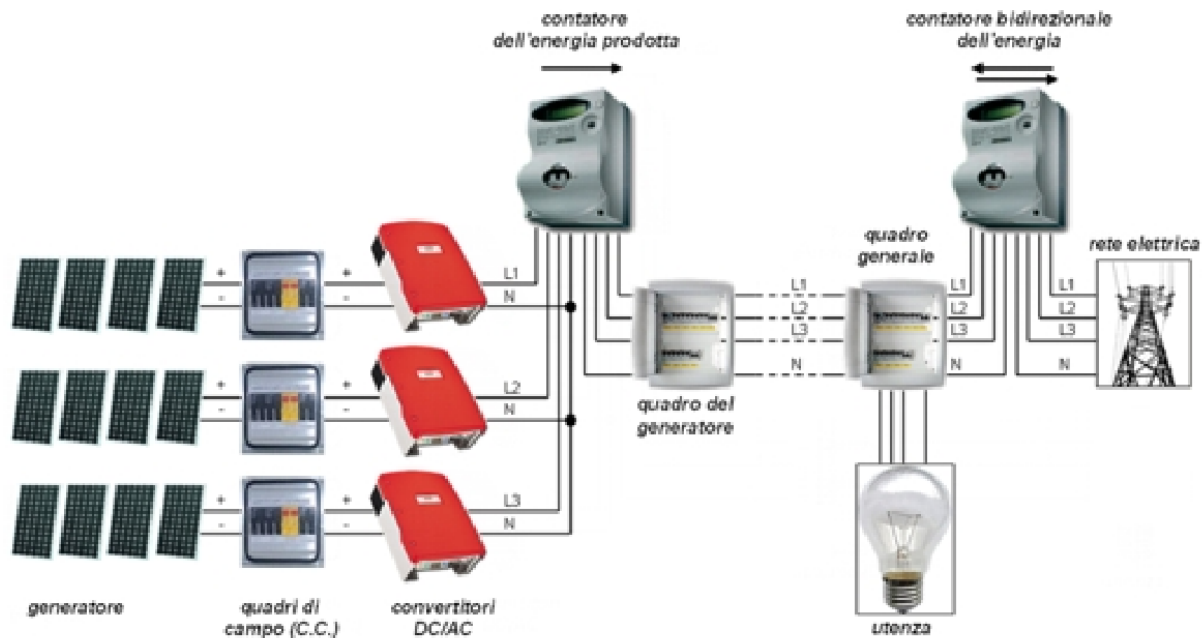 contatore
dell'energia prodotta
contatore bidirezionale
dell'energia
quadro
generale
rete elettrica
+ + L1
- - N
L1 L1 L1
L2 L2 L2
L3 L3 L3
N N N
+ + L2
- - N
quadro del
generatore
+ + L3
- - N
generatore
quadri di
campo (C.C.)
convertitori
DC/AC
utenza